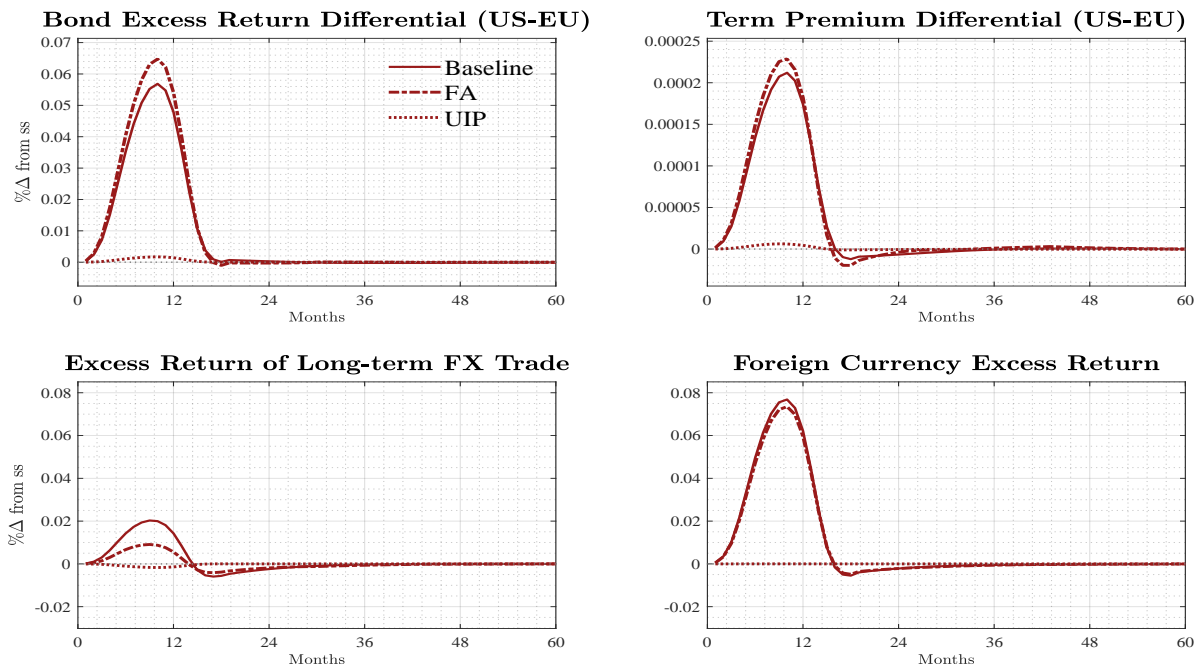 Bond Excess Return Differential (US-EU)
0.07
0.06
0.05
0.04
0.03
0.02
0.01
0
%Δ from ss
Baseline
FA
UIP
0 12 24 36 48 60
Months
Term Premium Differential (US-EU)
0.00025
0.0002
0.00015
0.0001
0.00005
0
0 12 24 36 48 60
Months
Excess Return of Long-term FX Trade
0.08
0.06
0.04
0.02
0
-0.02
%Δ from ss
0 12 24 36 48 60
Months
Foreign Currency Excess Return
0.08
0.06
0.04
0.02
0
-0.02
0 12 24 36 48 60
Months